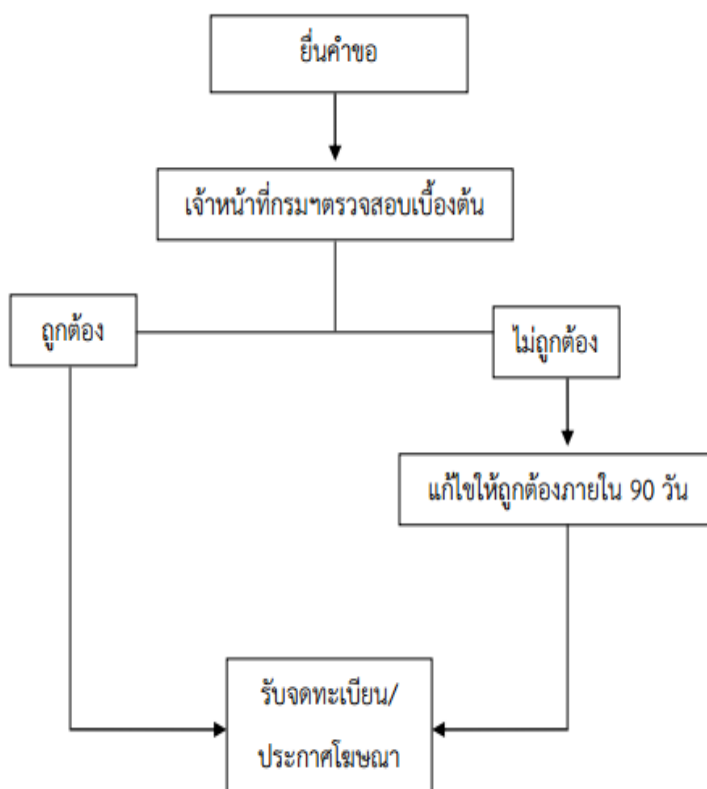 ยื่นคำขอ
เจ้าหน้าที่กรมฯตรวจสอบเบื้องต้น
ถูกต้อง
ไม่ถูกต้อง
แก้ไขให้ถูกต้องภายใน 90 วัน
รับจดทะเบียน/
ประกาศโฆษณา